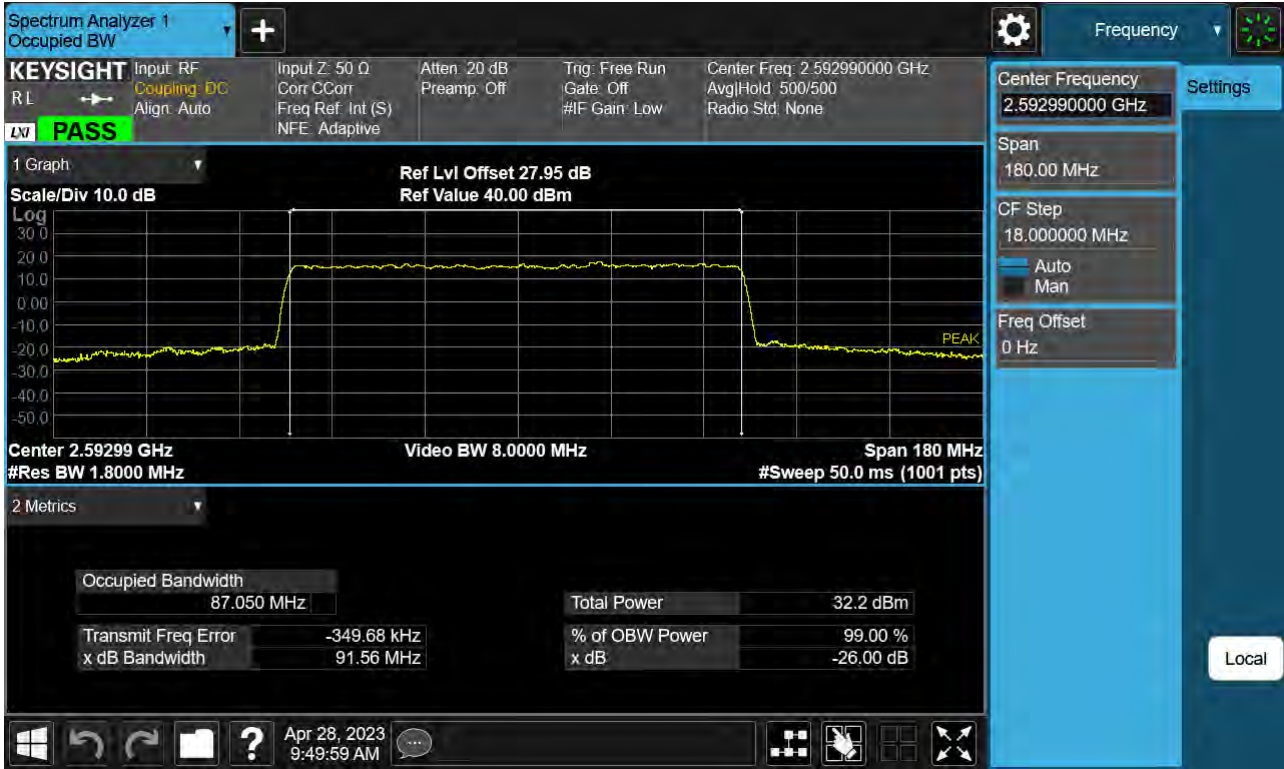 Spectrum Analyzer 1
Occupied BW
Frequency
KEYSIGHT
R L
LXI
PASS
Input: RF
Coupling: DC
Align: Auto
Input Z: 50 Ω
Corr CCorr
Freq Ref: Int (S)
NFE: Adaptive
Atten: 20 dB
Preamp: Off
Trig: Free Run
Gate: Off
#IF Gain: Low
Center Freq: 2.592990000 GHz
Avg|Hold: 500/500
Radio Std: None
Center Frequency
2.592990000 GHz
Settings
Span
180.00 MHz
CF Step
18.000000 MHz
Auto
Man
Freq Offset
0 Hz
Local
1 Graph
Scale/Div 10.0 dB
Ref Lvl Offset 27.95 dB
Ref Value 40.00 dBm
Log
30.0
20.0
10.0
0.00
-10.0
-20.0
-30.0
-40.0
-50.0
PEAK
Center 2.59299 GHz
#Res BW 1.8000 MHz
Video BW 8.0000 MHz
Span 180 MHz
#Sweep 50.0 ms (1001 pts)
2 Metrics
Occupied Bandwidth
87.050 MHz
Total Power 32.2 dBm
Transmit Freq Error -349.68 kHz
% of OBW Power 99.00 %
x dB Bandwidth 91.56 MHz
x dB -26.00 dB
?
Apr 28, 2023
9:49:59 AM